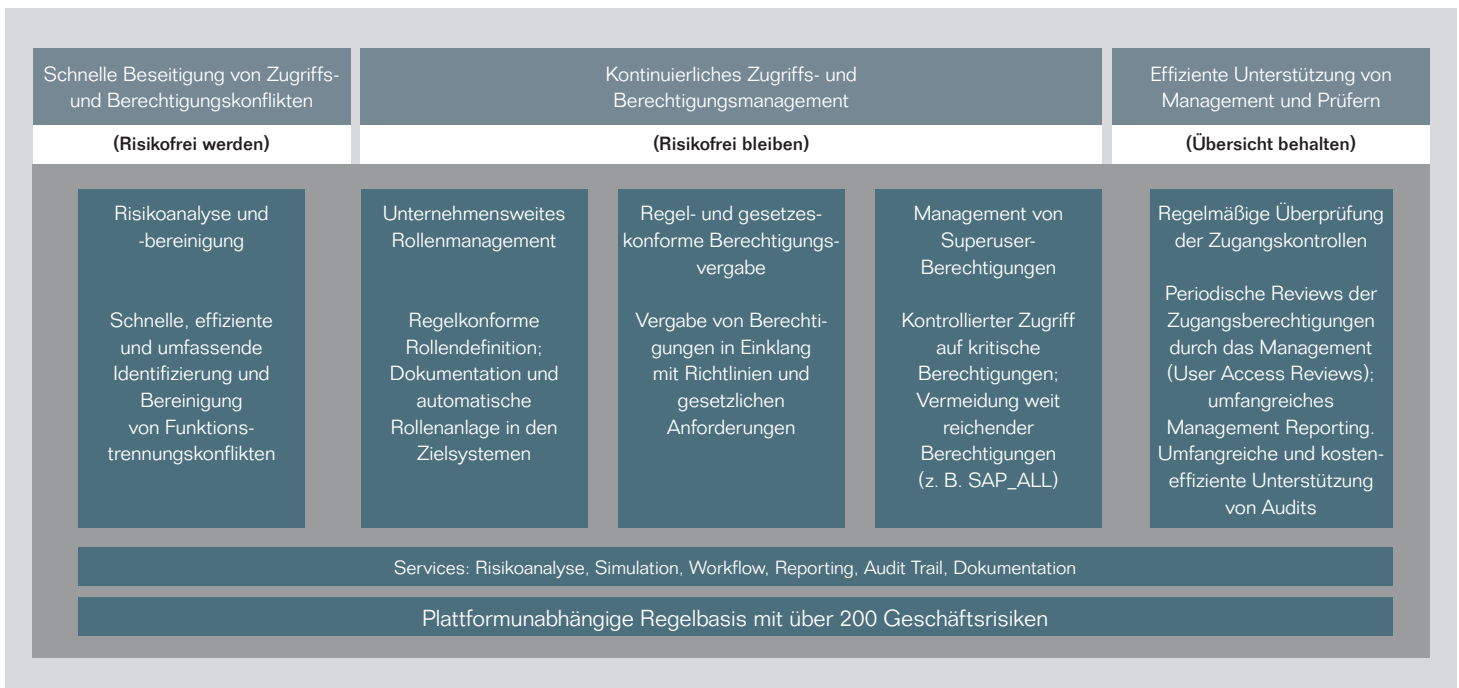 Schnelle Beseitigung von Zugriffs-
und Berechtigungskonflikten
Kontinuierliches Zugriffs- und
Berechtigungsmanagement
Effiziente Unterstützung von
Management und Prüfern
(Risikofrei werden)
(Risikofrei bleiben)
(Übersicht behalten)
Risikoanalyse und
-bereinigung
Schnelle, effiziente
und umfassende
Identifizierung und
Bereinigung
von Funktions-
trennungskonflikten
Unternehmensweites
Rollenmanagement
Regelkonforme
Rollendefinition;
Dokumentation und
automatische
Rollenanlage in den
Zielsystemen
Regel- und gesetzes-
konforme Berechtigungs-
vergabe
Vergabe von Berechti-
gungen in Einklang
mit Richtlinien und
gesetzlichen
Anforderungen
Management von
Superuser-
Berechtigungen
Kontrollierter Zugriff
auf kritische
Berechtigungen;
Vermeidung weit
reichender
Berechtigungen
(z. B. SAP_ALL)
Regelmäßige Überprüfung
der Zugangskontrollen
Periodische Reviews der
Zugangsberechtigungen
durch das Management
(User Access Reviews);
umfangreiches
Management Reporting.
Umfangreiche und kosten-
effiziente Unterstützung
von Audits
Services: Risikoanalyse, Simulation, Workflow, Reporting, Audit Trail, Dokumentation
Plattformunabhängige Regelbasis mit über 200 Geschäftsrisiken